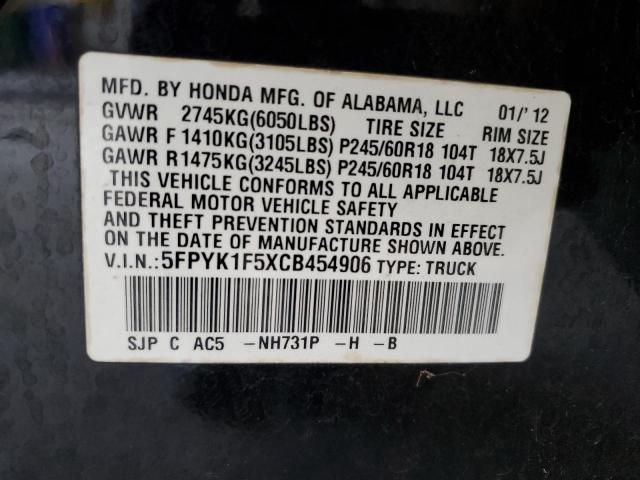 MFD. BY HONDA MFG. OF ALABAMA, LLC 01/'12
GVWR 2745KG(6050LBS) TIRE SIZE RIM SIZE
GAWR F 1410KG(3105LBS) P245/60R18 104T 18X7.5J
GAWR R1475KG(3245LBS) P245/60R18 104T 18X7.5J
THIS VEHICLE CONFORMS TO ALL APPLICABLE
FEDERAL MOTOR VEHICLE SAFETY
AND THEFT PREVENTION STANDARDS IN EFFECT
ON THE DATE OF MANUFACTURE SHOWN ABOVE.
V.I.N.:5FPYK1F5XCB454906 TYPE: TRUCK
SJP C AC5 -NH731P -H -B